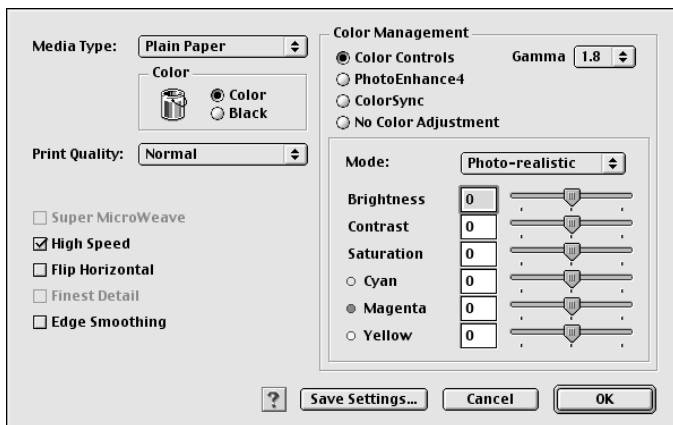 Media Type: Plain Paper
Color
Color
Black
Print Quality: Normal
Super MicroWeave
High Speed
Flip Horizontal
Finest Detail
Edge Smoothing
Color Management
Color Controls
Gamma 1.8
PhotoEnhance4
ColorSync
No Color Adjustment
Mode: Photo-realistic
Brightness 0
Contrast 0
Saturation 0
Cyan 0
Magenta 0
Yellow 0
? Save Settings... Cancel OK